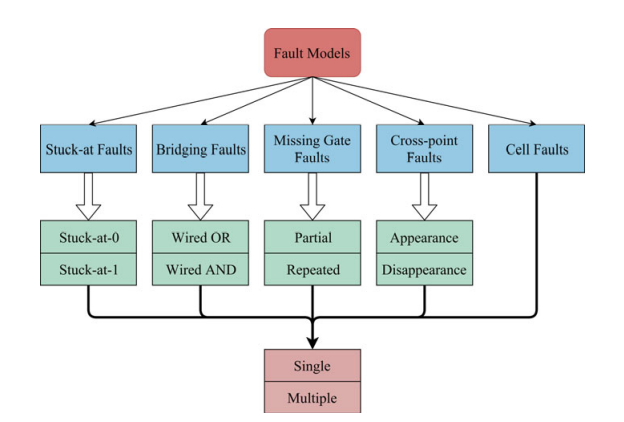 Fault Models
Stuck-at Faults
Bridging Faults
Missing Gate
Faults
Cross-point
Faults
Cell Faults
Stuck-at-0
Stuck-at-1
Wired OR
Wired AND
Partial
Repeated
Appearance
Disappearance
Single
Multiple